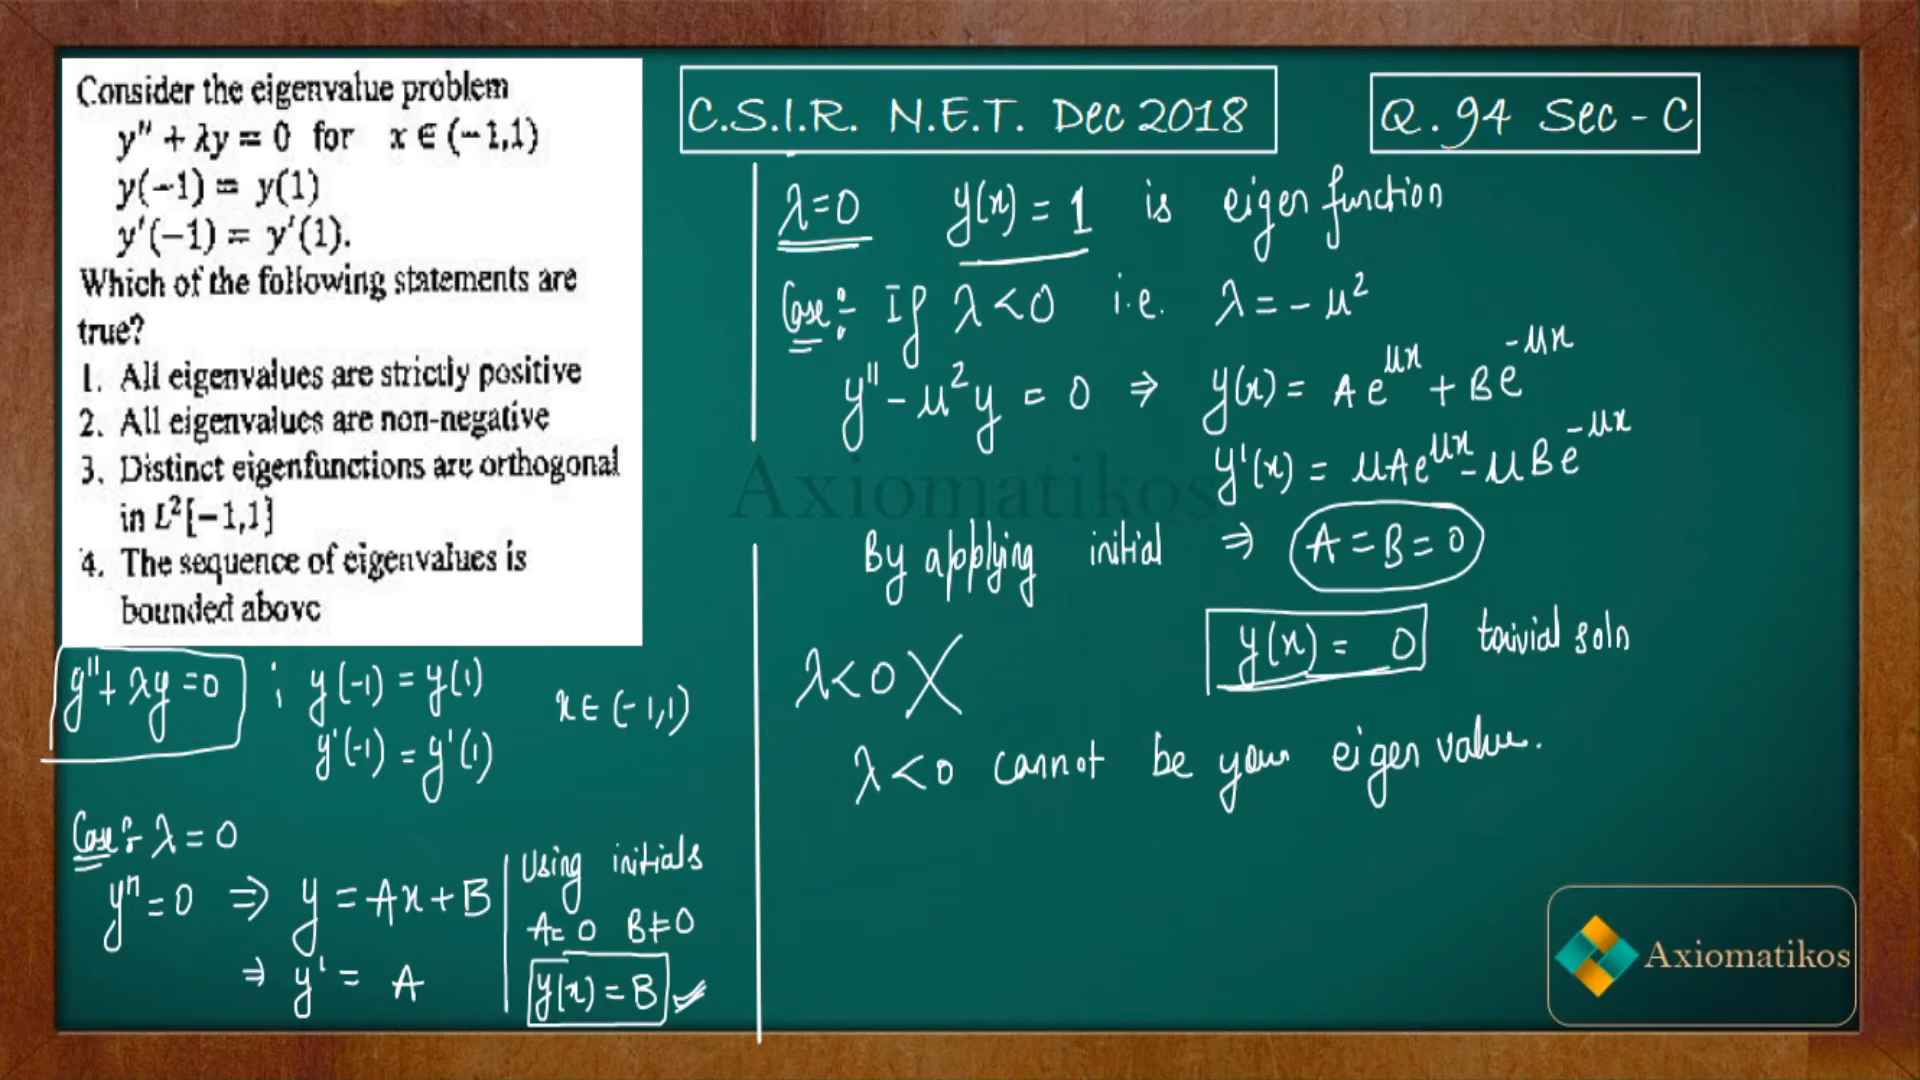 Consider the eigenvalue problem
y'' + λy = 0 for x ∈ (−1,1)
y(−1) = y(1)
y'(−1) = y'(1).
Which of the following statements are
true?
1. All eigenvalues are strictly positive
2. All eigenvalues are non-negative
3. Distinct eigenfunctions are orthogonal
in L²[−1,1]
4. The sequence of eigenvalues is
bounded above
y'' + λy = 0 ; y(-1) = y(1)
y'(-1) = y'(1)
x ∈ (-1,1)
Case :- λ = 0
y'' = 0 ⇒ y = Ax + B
⇒ y' = A
Using initials
A = 0 B ≠ 0
y(x) = B ✓
C.S.I.R. N.E.T. Dec 2018
Q. 94 Sec - C
λ = 0 y(x) = 1 is eigen function
Case :- If λ < 0 i.e. λ = - μ²
y'' - μ²y = 0 ⇒ y(x) = A e^{μx} + B e^{-μx}
y'(x) = μA e^{μx} - μB e^{-μx}
By applying initial ⇒ A = B = 0
y(x) = 0 trivial soln
λ < 0 X
λ < 0 cannot be your eigen value.
Axiomatikos
Axiomatikos